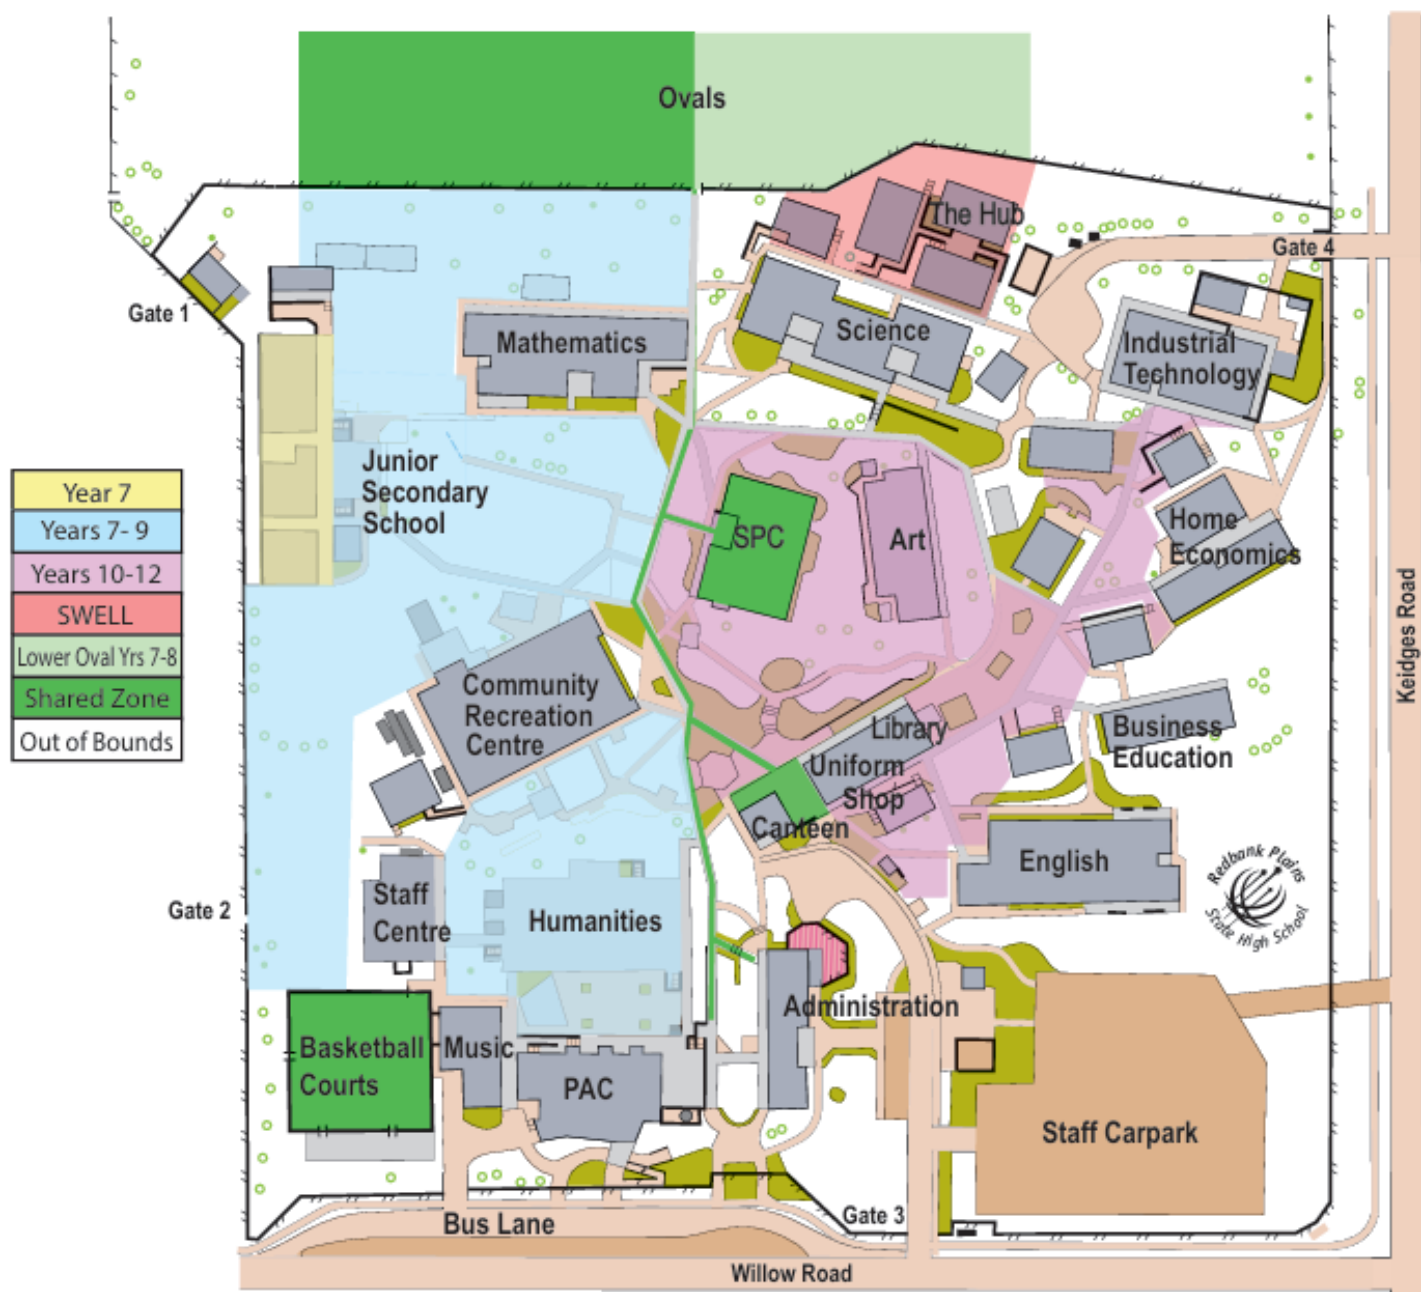 Ovals
The Hub
Gate 4
Gate 1
Mathematics
Science
Industrial
Technology
Junior
Secondary
School
Year 7
Years 7- 9
Years 10-12
SWELL
Lower Oval Yrs 7-8
Shared Zone
Out of Bounds
SPC
Art
Home
Economics
Keidges Road
Community
Recreation
Centre
Library
Uniform
Shop
Canteen
Business
Education
English
Redbank Plains
State High School
Staff
Centre
Gate 2
Humanities
Administration
Basketball
Courts
Music
PAC
Staff Carpark
Gate 3
Bus Lane
Willow Road